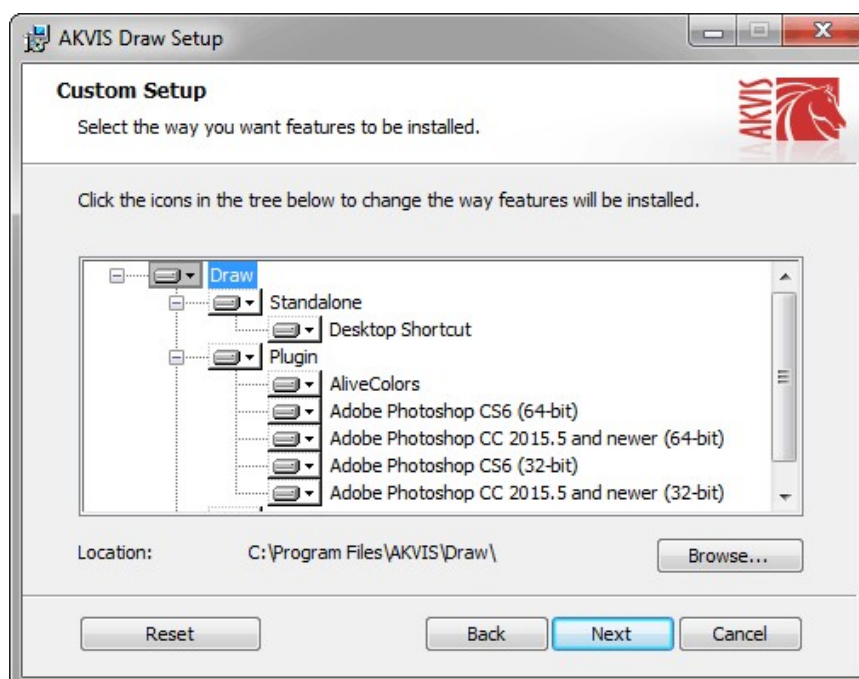 AKVIS Draw Setup
Custom Setup
Select the way you want features to be installed.
AKVIS
Click the icons in the tree below to change the way features will be installed.
Draw
Standalone
Desktop Shortcut
Plugin
AliveColors
Adobe Photoshop CS6 (64-bit)
Adobe Photoshop CC 2015.5 and newer (64-bit)
Adobe Photoshop CS6 (32-bit)
Adobe Photoshop CC 2015.5 and newer (32-bit)
Location: C:\Program Files\AKVIS\Draw\ Browse...
Reset Back Next Cancel